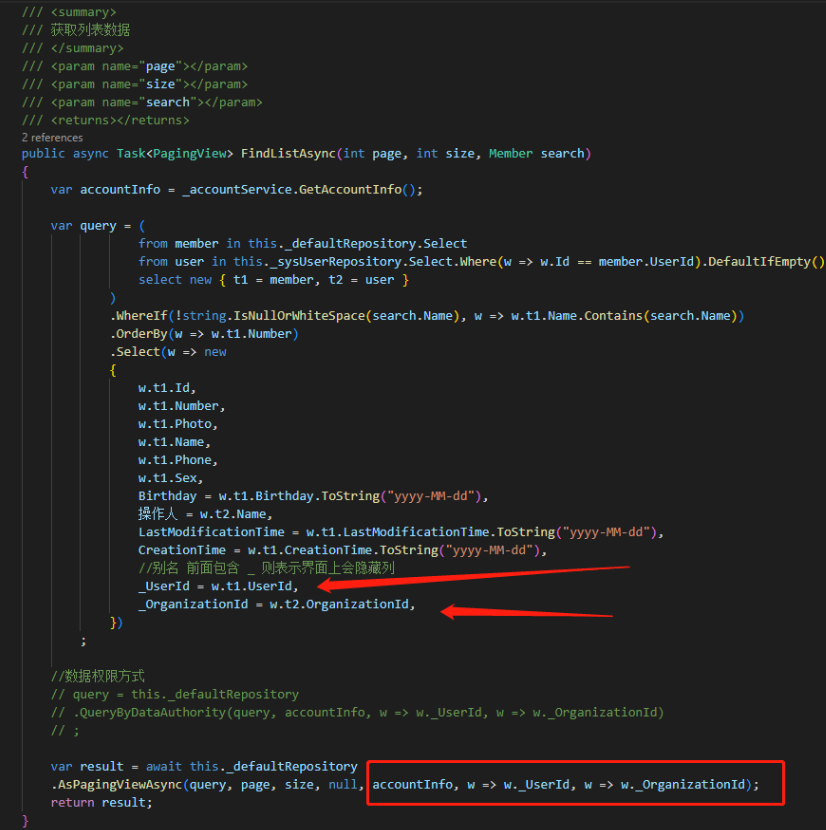 /// <summary>
/// 获取列表数据
/// </summary>
/// <param name="page"></param>
/// <param name="size"></param>
/// <param name="search"></param>
/// <returns></returns>
2 references
public async Task<PagingView> FindListAsync(int page, int size, Member search)
{
var accountInfo = _accountService.GetAccountInfo();
var query = (
from member in this._defaultRepository.Select
from user in this._sysUserRepository.Select.Where(w => w.Id == member.UserId).DefaultIfEmpty()
select new { t1 = member, t2 = user }
)
.WhereIf(!string.IsNullOrWhiteSpace(search.Name), w => w.t1.Name.Contains(search.Name))
.OrderBy(w => w.t1.Number)
.Select(w => new
{
w.t1.Id,
w.t1.Number,
w.t1.Photo,
w.t1.Name,
w.t1.Phone,
w.t1.Sex,
Birthday = w.t1.Birthday.ToString("yyyy-MM-dd"),
操作人 = w.t2.Name,
LastModificationTime = w.t1.LastModificationTime.ToString("yyyy-MM-dd"),
CreationTime = w.t1.CreationTime.ToString("yyyy-MM-dd"),
//别名 前面包含 _ 则表示界面上会隐藏列
_UserId = w.t1.UserId,
_OrganizationId = w.t2.OrganizationId,
})
;
//数据权限方式
// query = this._defaultRepository
// .QueryByDataAuthority(query, accountInfo, w => w._UserId, w => w._OrganizationId)
// ;
var result = await this._defaultRepository
.AsPagingViewAsync(query, page, size, null, accountInfo, w => w._UserId, w => w._OrganizationId);
return result;
}